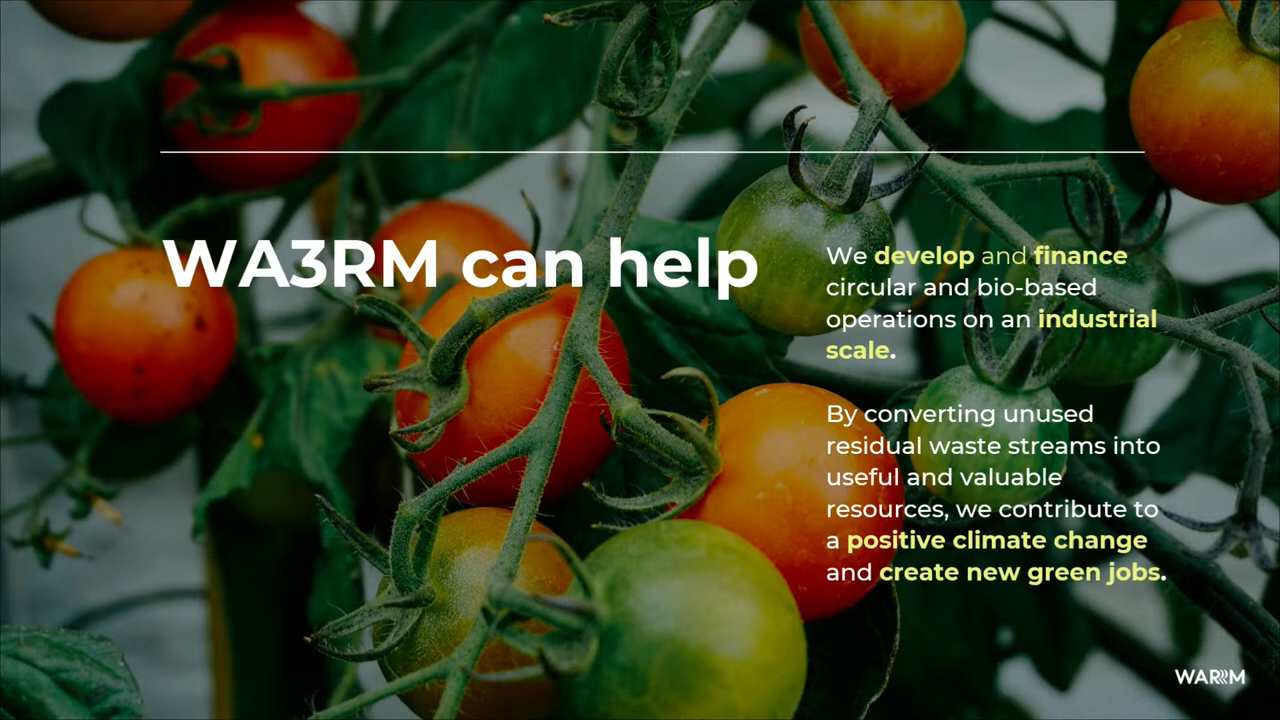 WA3RM can help
We develop and finance
circular and bio-based
operations on an industrial
scale.
By converting unused
residual waste streams into
useful and valuable
resources, we contribute to
a positive climate change
and create new green jobs.
WA3RM